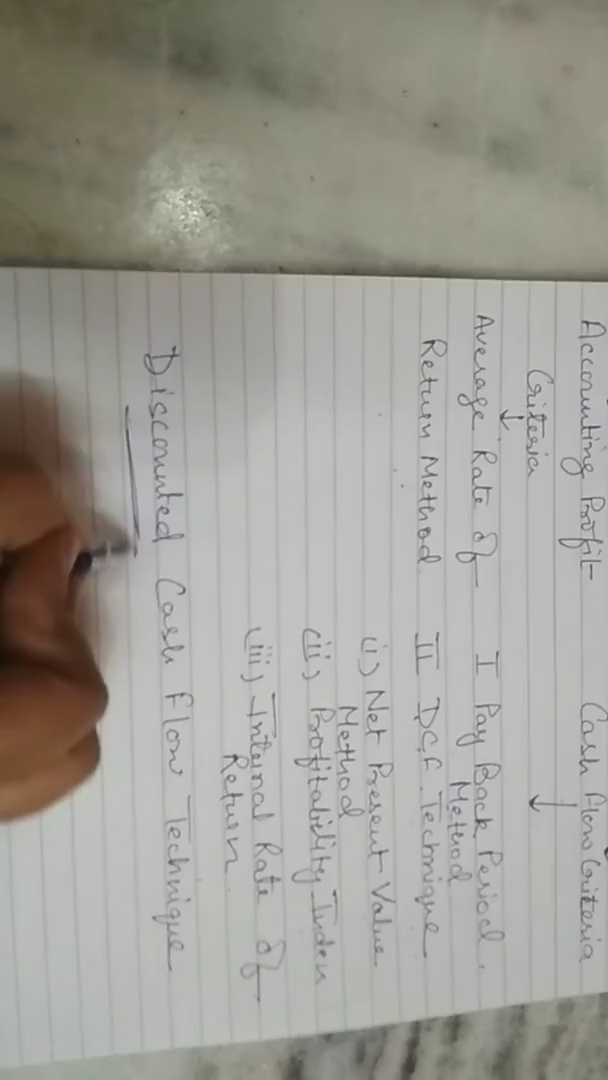 Accounting Profit Cash Flow Criteria
Criteria ↓
↓
Average Rate of I Pay Back Period.
Return Method. Method
II D.C.F. Technique
(i) Net Present Value
Method
(ii) Profitability Index
(iii) Internal Rate of
Return.
Discounted Cash Flow Technique